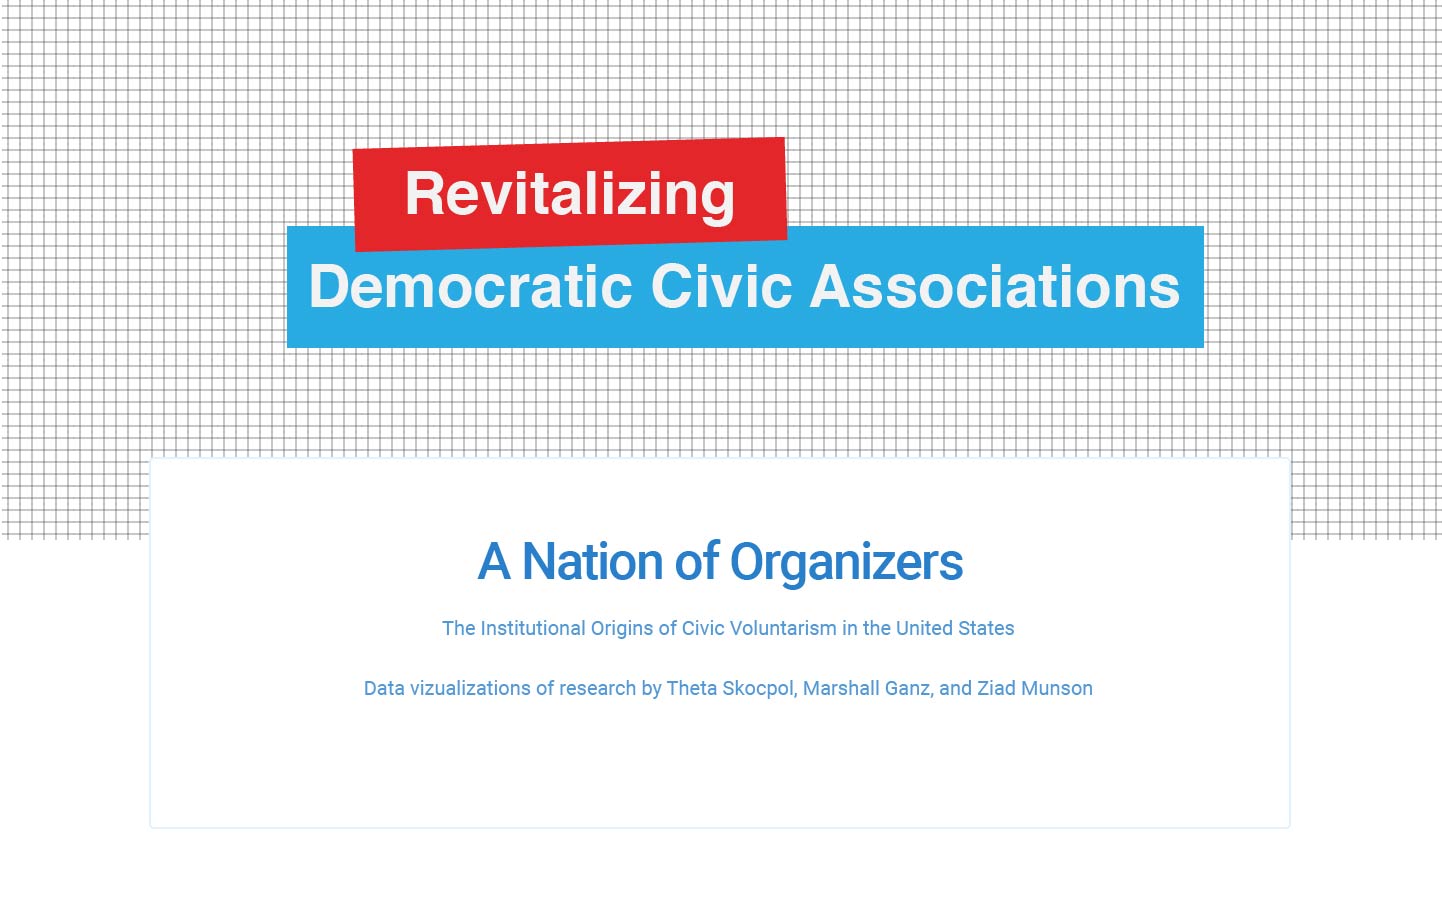 Revitalizing
Democratic Civic Associations
A Nation of Organizers
The Institutional Origins of Civic Voluntarism in the United States
Data vizualizations of research by Theta Skocpol, Marshall Ganz, and Ziad Munson